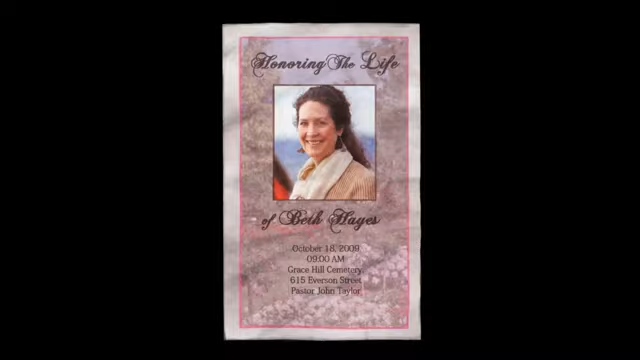 Honoring The Life
of Beth Hayes
October 18, 2009
09:00 AM
Grace Hill Cemetery
615 Everson Street
Pastor John Taylor